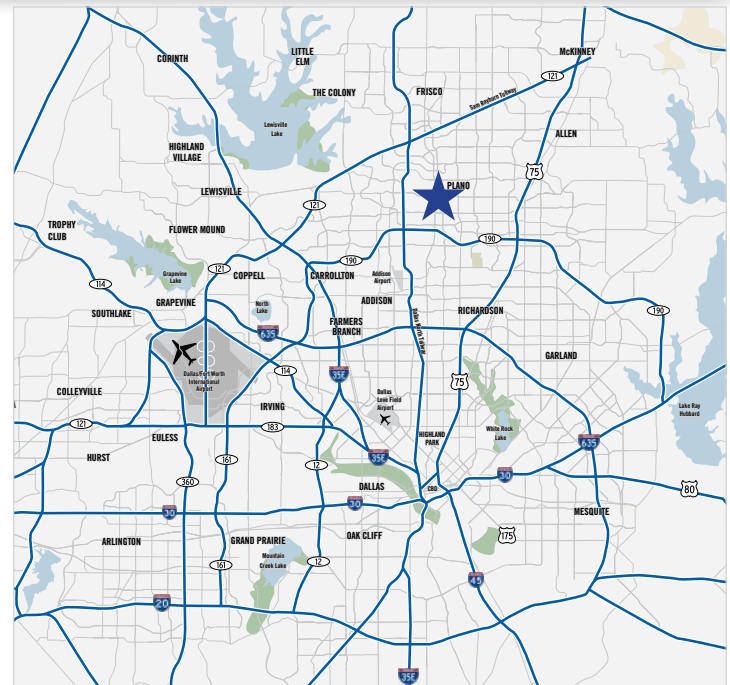 LITTLE
ELM
McKINNEY
CORINTH
121
THE COLONY
FRISCO
Sam Rayburn Tollway
Lewisville
Lake
ALLEN
HIGHLAND
VILLAGE
75
LEWISVILLE
PLANO
121
TROPHY
CLUB
FLOWER MOUND
190
190
121
COPPELL
CARROLLTON
Addison
Airport
Grapevine
Lake
114
GRAPEVINE
North
Lake
ADDISON
RICHARDSON
190
SOUTHLAKE
635
FARMERS
BRANCH
Dallas North Tollway
GARLAND
Dallas/Fort Worth
International
Airport
114
35E
75
COLLEYVILLE
Dallas
Love Field
Airport
IRVING
Lake Ray
Hubbard
121
183
EULESS
HIGHLAND
PARK
White Rock
Lake
635
HURST
161
12
35E
30
360
DALLAS
CBD
80
30
30
MESQUITE
ARLINGTON
GRAND PRAIRIE
OAK CLIFF
175
Mountain
Creek Lake
161
12
45
20
35E